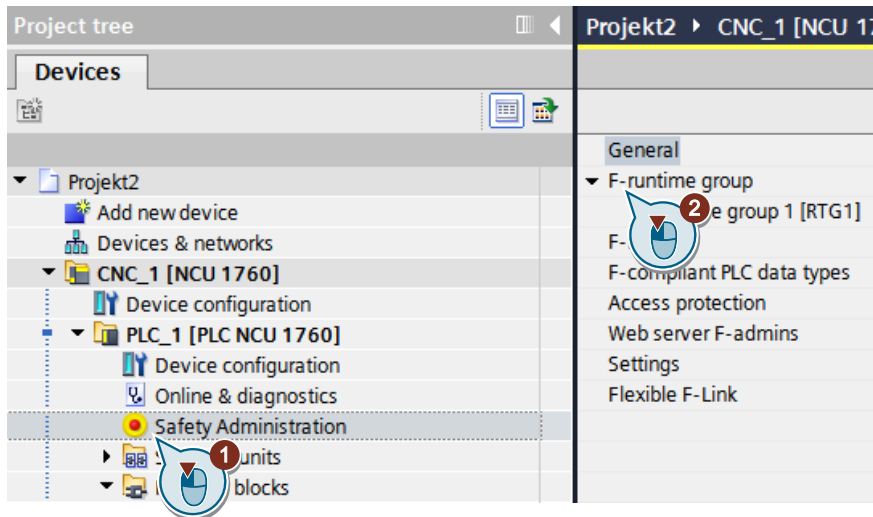 Project tree
Devices
Projekt2
Add new device
Devices & networks
CNC_1 [NCU 1760]
Device configuration
PLC_1 [PLC NCU 1760]
Device configuration
Online & diagnostics
Safety Administration
1
units
blocks
Projekt2 CNC_1 [NCU 17
General
F-runtime group
2
e group 1 [RTG1]
F-
F-compliant PLC data types
Access protection
Web server F-admins
Settings
Flexible F-Link